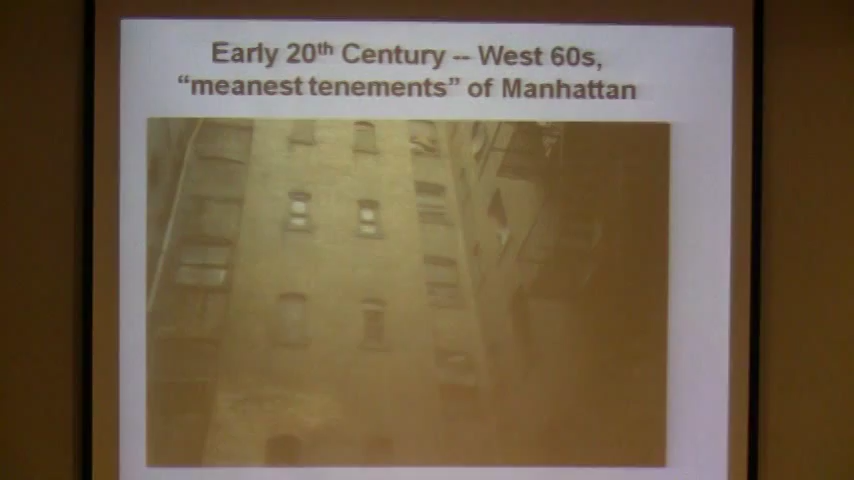 Early 20th Century -- West 60s,
“meanest tenements” of Manhattan